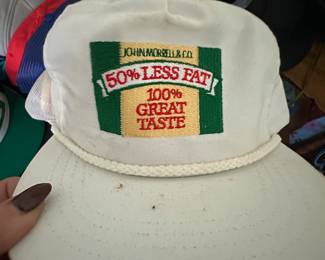 JOHN MORRELL & CO.
50% LESS FAT
100%
GREAT
TASTE